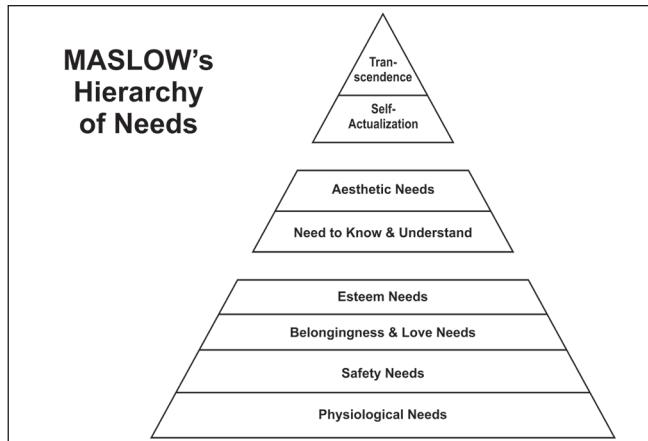 MASLOW's
Hierarchy
of Needs
Tran-
scendence
Self-
Actualization
Aesthetic Needs
Need to Know & Understand
Esteem Needs
Belongingness & Love Needs
Safety Needs
Physiological Needs